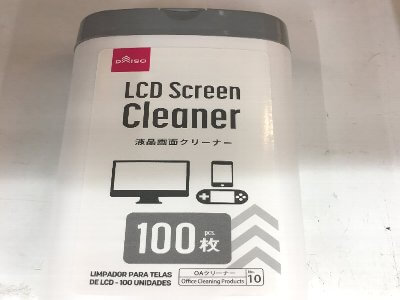 DAISO
LCD Screen
Cleaner
液晶画面クリーナー
100 pcs.
枚
LIMPADOR PARA TELAS
DE LCD - 100 UNIDADES
OAクリーナー
Office Cleaning Products
No.
10